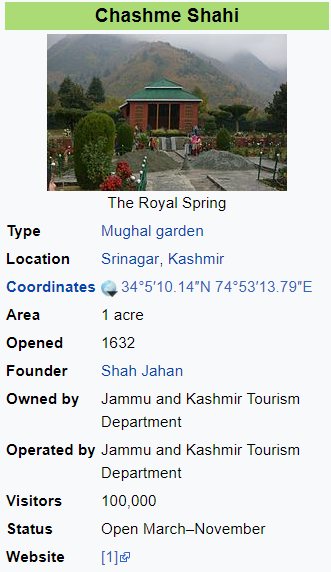 Chashme Shahi
The Royal Spring
Type Mughal garden
Location Srinagar, Kashmir
Coordinates 34°5′10.14″N 74°53′13.79″E
Area 1 acre
Opened 1632
Founder Shah Jahan
Owned by Jammu and Kashmir Tourism
Department
Operated by Jammu and Kashmir Tourism
Department
Visitors 100,000
Status Open March–November
Website [1]